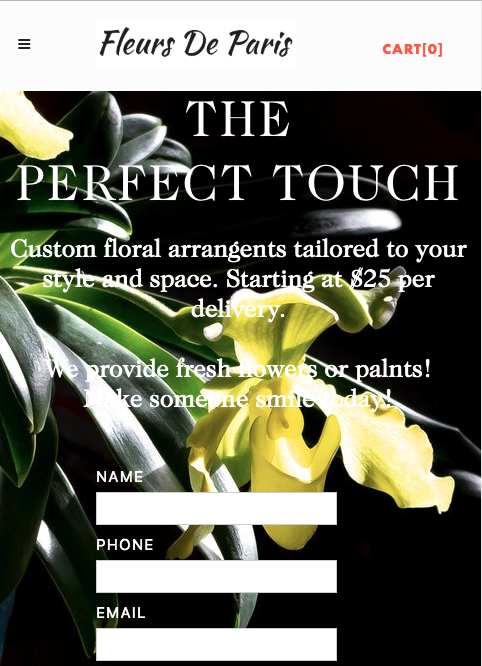 Fleurs De Paris
CART[0]
THE
PERFECT TOUCH
Custom floral arrangents tailored to your
style and space. Starting at $25 per
delivery.
We provide fresh flowers or palnts!
Make someone smile today!
NAME
PHONE
EMAIL